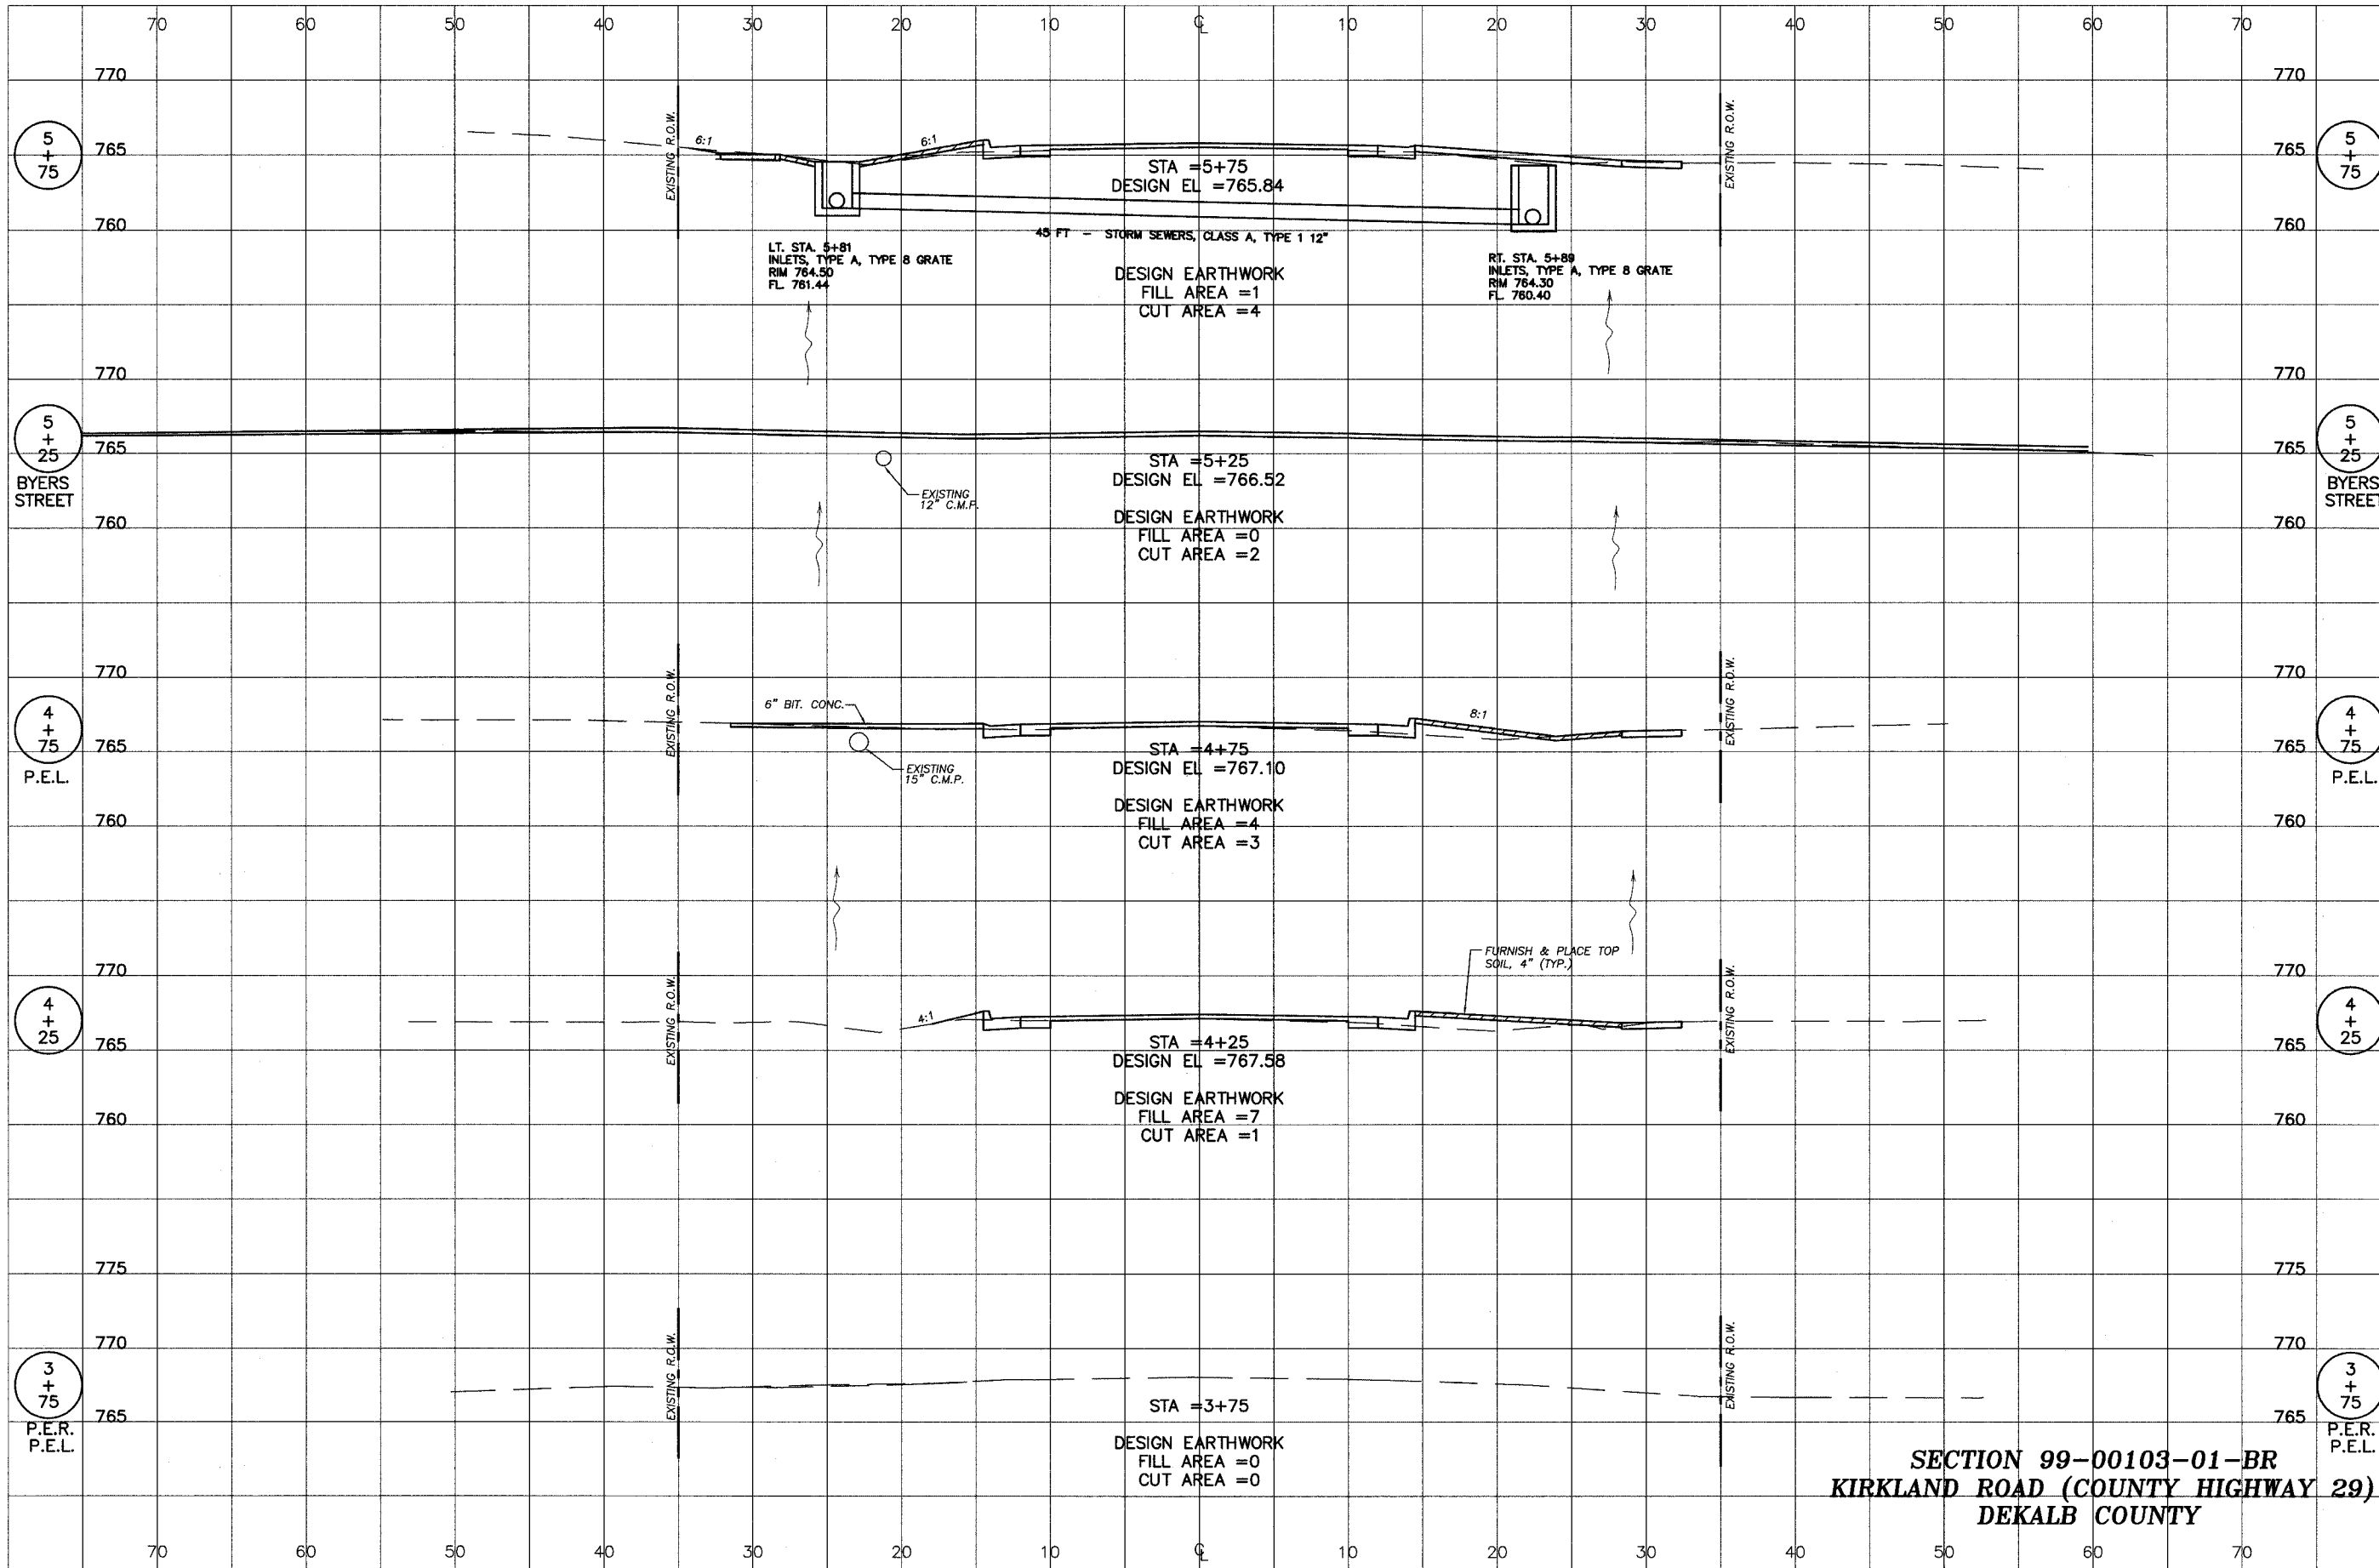 70 60 50 40 30 20 10 ℄ 10 20 30 40 50 60 70
770 770
5 + 75
765 765
5 + 75
760 760
EXISTING R.O.W.
6:1
6:1
EXISTING R.O.W.
STA =5+75
DESIGN EL =765.84
45 FT - STORM SEWERS, CLASS A, TYPE 1 12"
LT. STA. 5+81
INLETS, TYPE A, TYPE 8 GRATE
RIM 764.50
FL. 761.44
RT. STA. 5+89
INLETS, TYPE A, TYPE 8 GRATE
RIM 764.30
FL. 760.40
DESIGN EARTHWORK
FILL AREA =1
CUT AREA =4
770 770
5 + 25
765 765
5 + 25
BYERS
STREET
BYERS
STREET
760 760
STA =5+25
DESIGN EL =766.52
EXISTING
12" C.M.P.
DESIGN EARTHWORK
FILL AREA =0
CUT AREA =2
770 770
4 + 75
765 765
4 + 75
P.E.L.
P.E.L.
760 760
EXISTING R.O.W.
6" BIT. CONC.
8:1
EXISTING R.O.W.
EXISTING
15" C.M.P.
STA =4+75
DESIGN EL =767.10
DESIGN EARTHWORK
FILL AREA =4
CUT AREA =3
770 770
4 + 25
765 765
4 + 25
760 760
EXISTING R.O.W.
4:1
FURNISH & PLACE TOP
SOIL, 4" (TYP.)
EXISTING R.O.W.
STA =4+25
DESIGN EL =767.58
DESIGN EARTHWORK
FILL AREA =7
CUT AREA =1
775 775
770 770
3 + 75
765 765
3 + 75
P.E.R.
P.E.L.
P.E.R.
P.E.L.
EXISTING R.O.W.
EXISTING R.O.W.
STA =3+75
DESIGN EARTHWORK
FILL AREA =0
CUT AREA =0
SECTION 99-00103-01-BR
KIRKLAND ROAD (COUNTY HIGHWAY 29)
DEKALB COUNTY
70 60 50 40 30 20 10 ℄ 10 20 30 40 50 60 70